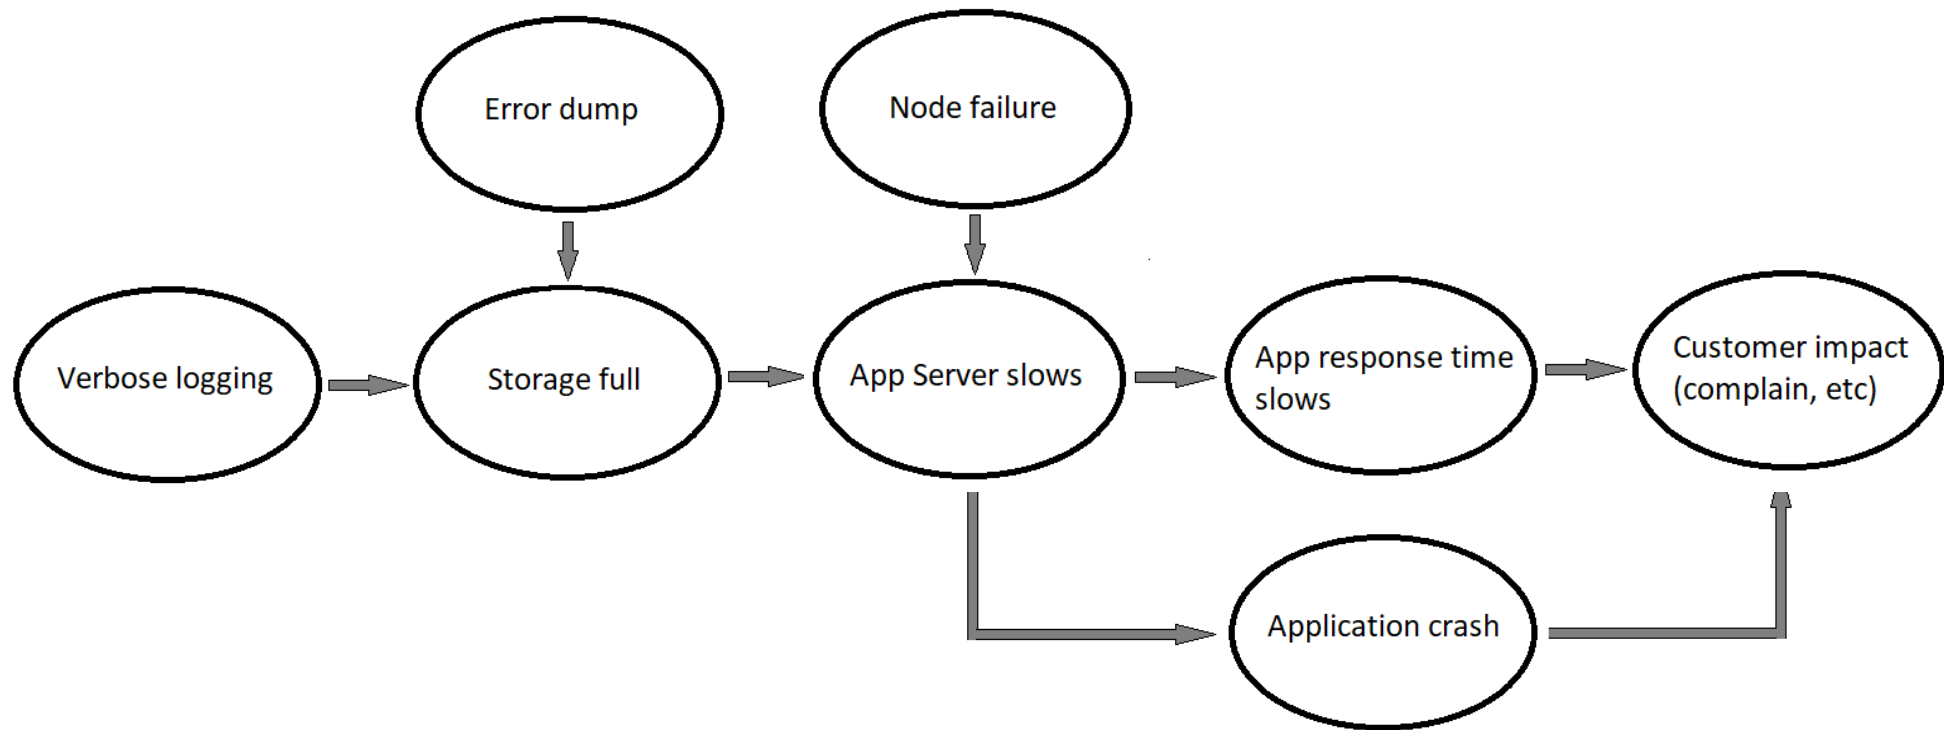 Error dump
Node failure
Verbose logging
Storage full
App Server slows
App response time
slows
Customer impact
(complain, etc)
Application crash